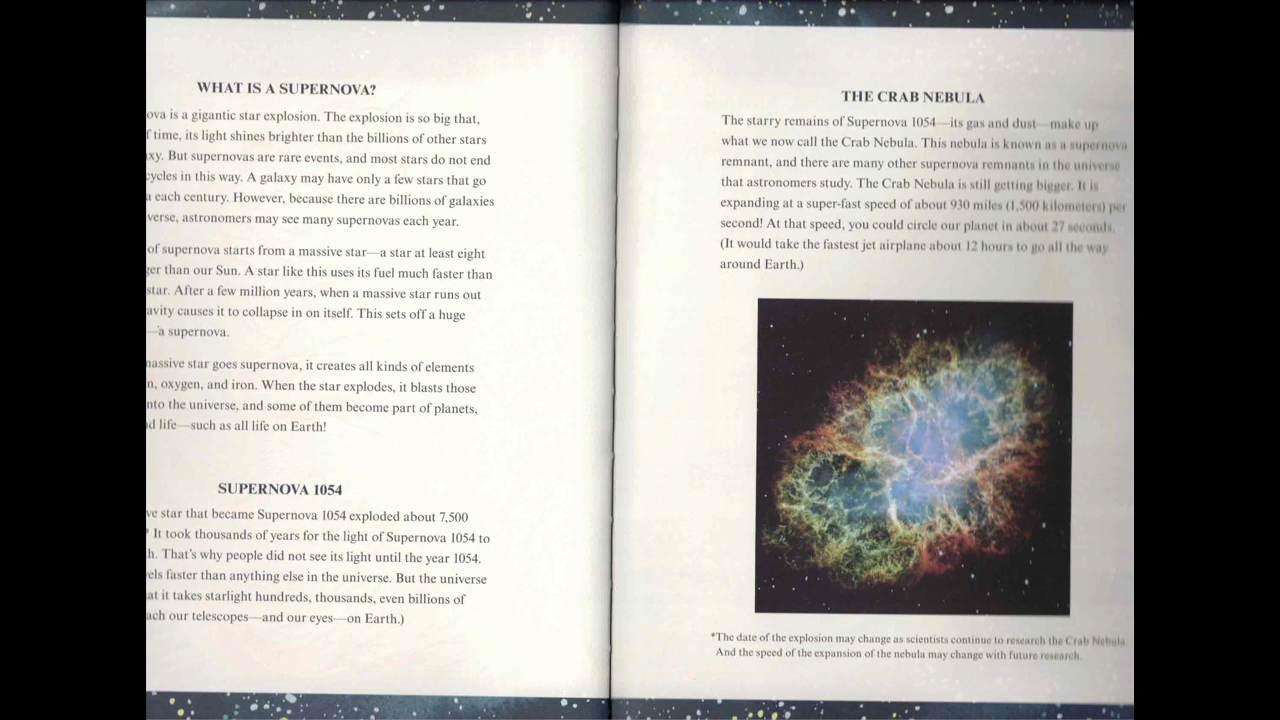 WHAT IS A SUPERNOVA?
ova is a gigantic star explosion. The explosion is so big that,
f time, its light shines brighter than the billions of other stars
xy. But supernovas are rare events, and most stars do not end
cycles in this way. A galaxy may have only a few stars that go
a each century. However, because there are billions of galaxies
verse, astronomers may see many supernovas each year.
of supernova starts from a massive star—a star at least eight
ger than our Sun. A star like this uses its fuel much faster than
star. After a few million years, when a massive star runs out
avity causes it to collapse in on itself. This sets off a huge
—a supernova.
massive star goes supernova, it creates all kinds of elements
n, oxygen, and iron. When the star explodes, it blasts those
nto the universe, and some of them become part of planets,
d life—such as all life on Earth!
SUPERNOVA 1054
ve star that became Supernova 1054 exploded about 7,500
* It took thousands of years for the light of Supernova 1054 to
h. That's why people did not see its light until the year 1054.
els faster than anything else in the universe. But the universe
at it takes starlight hundreds, thousands, even billions of
ach our telescopes—and our eyes—on Earth.)
THE CRAB NEBULA
The starry remains of Supernova 1054—its gas and dust—make up
what we now call the Crab Nebula. This nebula is known as a supernova
remnant, and there are many other supernova remnants in the universe
that astronomers study. The Crab Nebula is still getting bigger. It is
expanding at a super-fast speed of about 930 miles (1,500 kilometers) per
second! At that speed, you could circle our planet in about 27 seconds.
(It would take the fastest jet airplane about 12 hours to go all the way
around Earth.)
*The date of the explosion may change as scientists continue to research the Crab Nebula.
And the speed of the expansion of the nebula may change with future research.